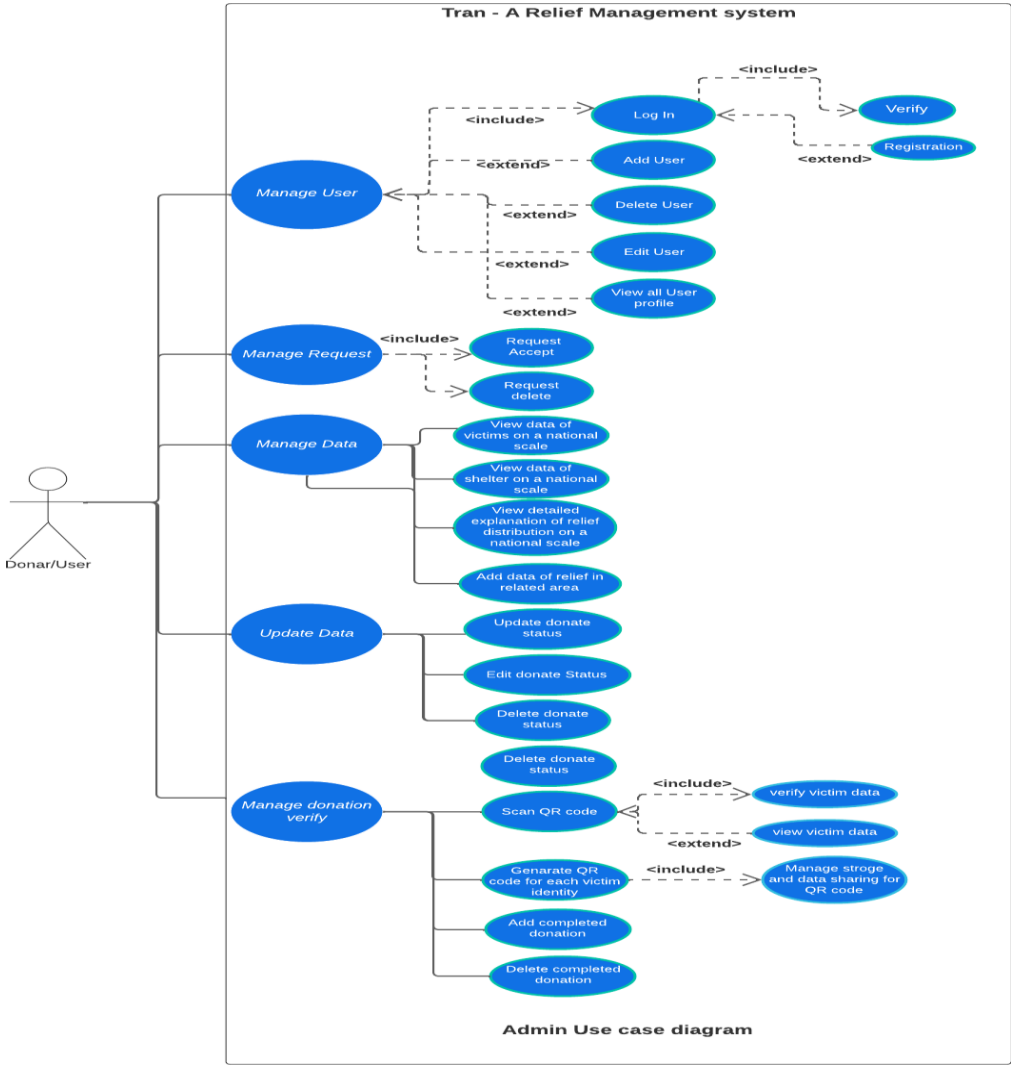 Tran - A Relief Management system
<include>
Log In
Verify
<include>
Registration
<extend>
Add User
<extend>
Manage User
Delete User
<extend>
Edit User
<extend>
View all User
profile
<extend>
Manage Request
<include>
Request
Accept
Request
delete
Manage Data
View data of
victims on a national
scale
View data of
shelter on a national
scale
View detailed
explanation of relief
distribution on a
national scale
Donar/User
Add data of relief in
related area
Update Data
Update donate
status
Edit donate Status
Delete donate
status
Delete donate
status
Manage donation
verify
Scan QR code
<include>
verify victim data
view victim data
<extend>
Genarate QR
code for each victim
identity
<include>
Manage stroge
and data sharing for
QR code
Add completed
donation
Delete completed
donation
Admin Use case diagram